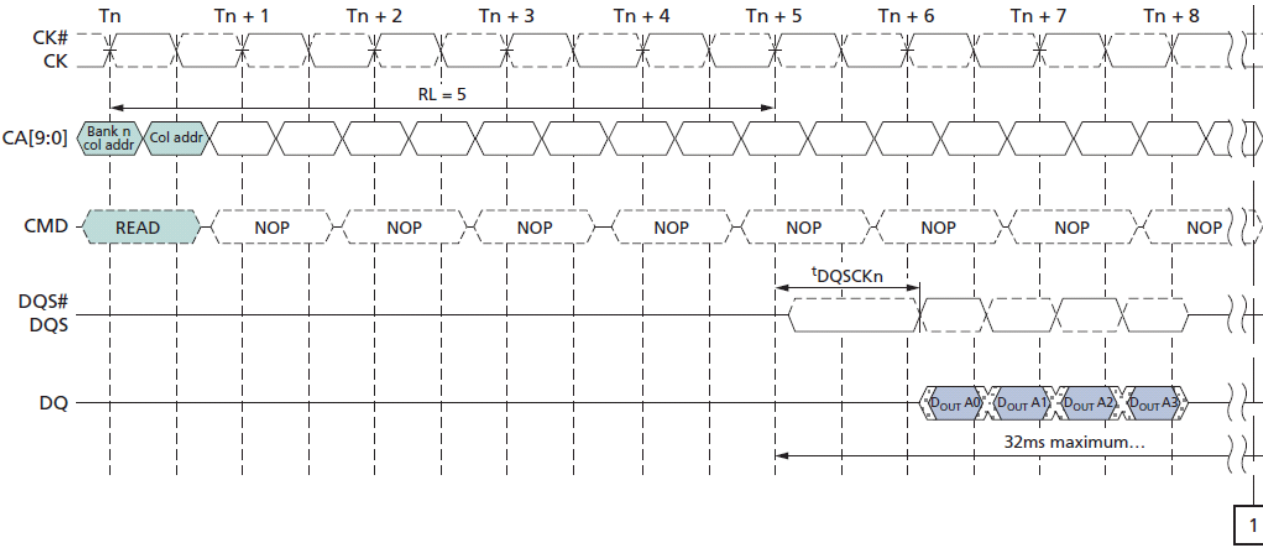 Tn Tn + 1 Tn + 2 Tn + 3 Tn + 4 Tn + 5 Tn + 6 Tn + 7 Tn + 8
CK#
CK
RL = 5
CA[9:0] Bank n
col addr Col addr
CMD READ NOP NOP NOP NOP NOP NOP NOP NOP
tDQSCKn
DQS#
DQS
DQ DOUT A0 DOUT A1 DOUT A2 DOUT A3
32ms maximum…
1